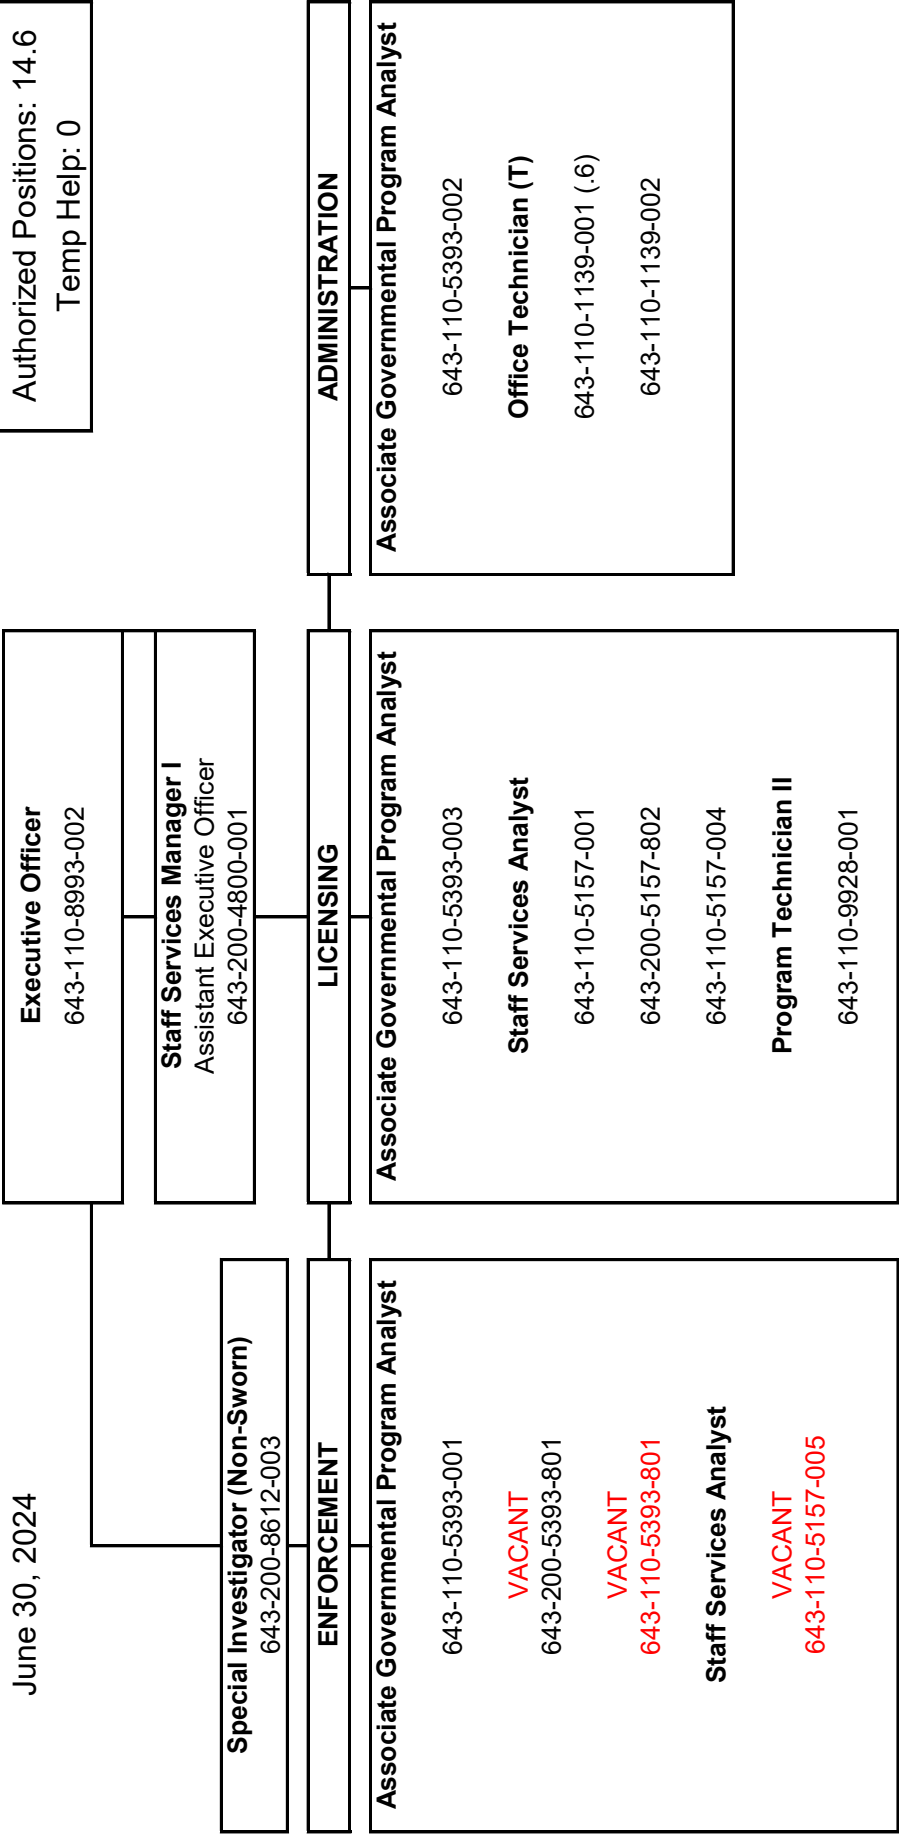 June 30, 2024
Authorized Positions: 14.6
Temp Help: 0
Executive Officer
643-110-8993-002
Staff Services Manager I
Assistant Executive Officer
643-200-4800-001
Special Investigator (Non-Sworn)
643-200-8612-003
ENFORCEMENT
Associate Governmental Program Analyst
643-110-5393-001
VACANT
643-200-5393-801
VACANT
643-110-5393-801
Staff Services Analyst
VACANT
643-110-5157-005
LICENSING
Associate Governmental Program Analyst
643-110-5393-003
Staff Services Analyst
643-110-5157-001
643-200-5157-802
643-110-5157-004
Program Technician II
643-110-9928-001
ADMINISTRATION
Associate Governmental Program Analyst
643-110-5393-002
Office Technician (T)
643-110-1139-001 (.6)
643-110-1139-002